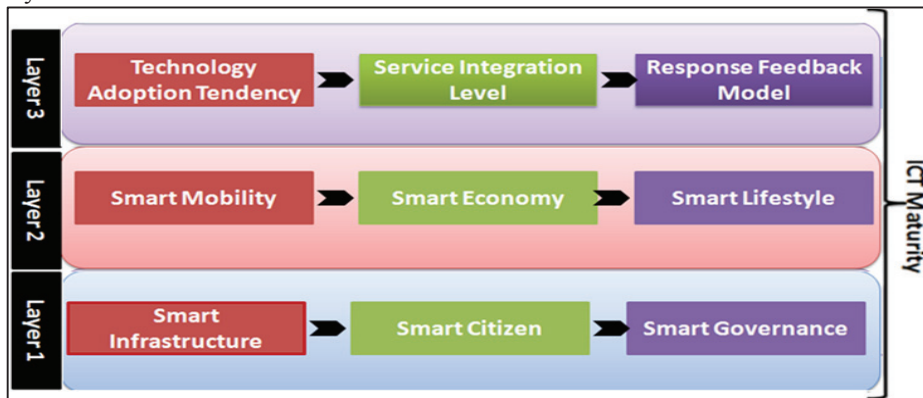 Layer 3
Technology
Adoption Tendency
Service Integration
Level
Response Feedback
Model
Layer 2
Smart Mobility
Smart Economy
Smart Lifestyle
Layer 1
Smart
Infrastructure
Smart Citizen
Smart Governance
ICT Maturity